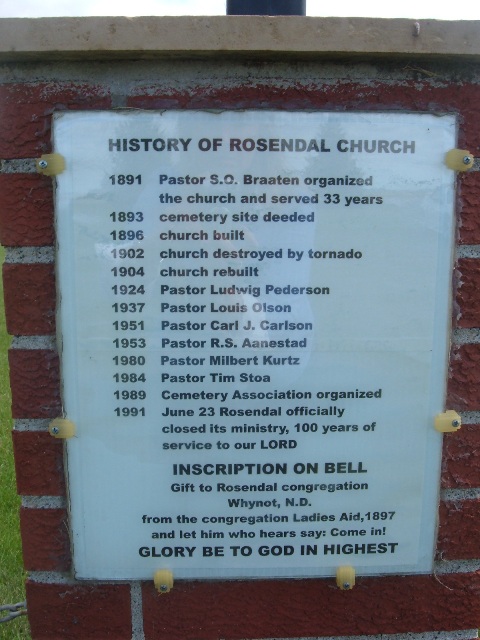 HISTORY OF ROSENDAL CHURCH
1891 Pastor S.O. Braaten organized
the church and served 33 years
1893 cemetery site deeded
1896 church built
1902 church destroyed by tornado
1904 church rebuilt
1924 Pastor Ludwig Pederson
1937 Pastor Louis Olson
1951 Pastor Carl J. Carlson
1953 Pastor R.S. Aanestad
1980 Pastor Milbert Kurtz
1984 Pastor Tim Stoa
1989 Cemetery Association organized
1991 June 23 Rosendal officially
closed its ministry, 100 years of
service to our LORD
INSCRIPTION ON BELL
Gift to Rosendal congregation
Whynot, N.D.
from the congregation Ladies Aid,1897
and let him who hears say: Come in!
GLORY BE TO GOD IN HIGHEST